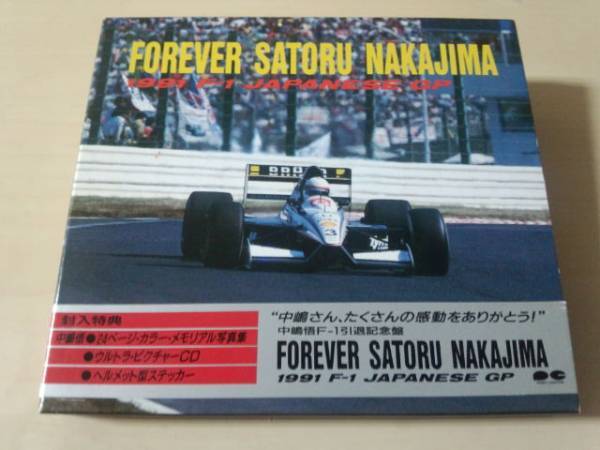 FOREVER SATORU NAKAJIMA
1991 F-1 JAPANESE GP
BRAUN
3
封入特典
中嶋悟●24ページ・カラー・メモリアル写真集
●ウルトラ・ピクチャーCD
●ヘルメット型ステッカー
“中嶋さん、たくさんの感動をありがとう!”
中嶋悟F-1引退記念盤
FOREVER SATORU NAKAJIMA
1991 F-1 JAPANESE GP